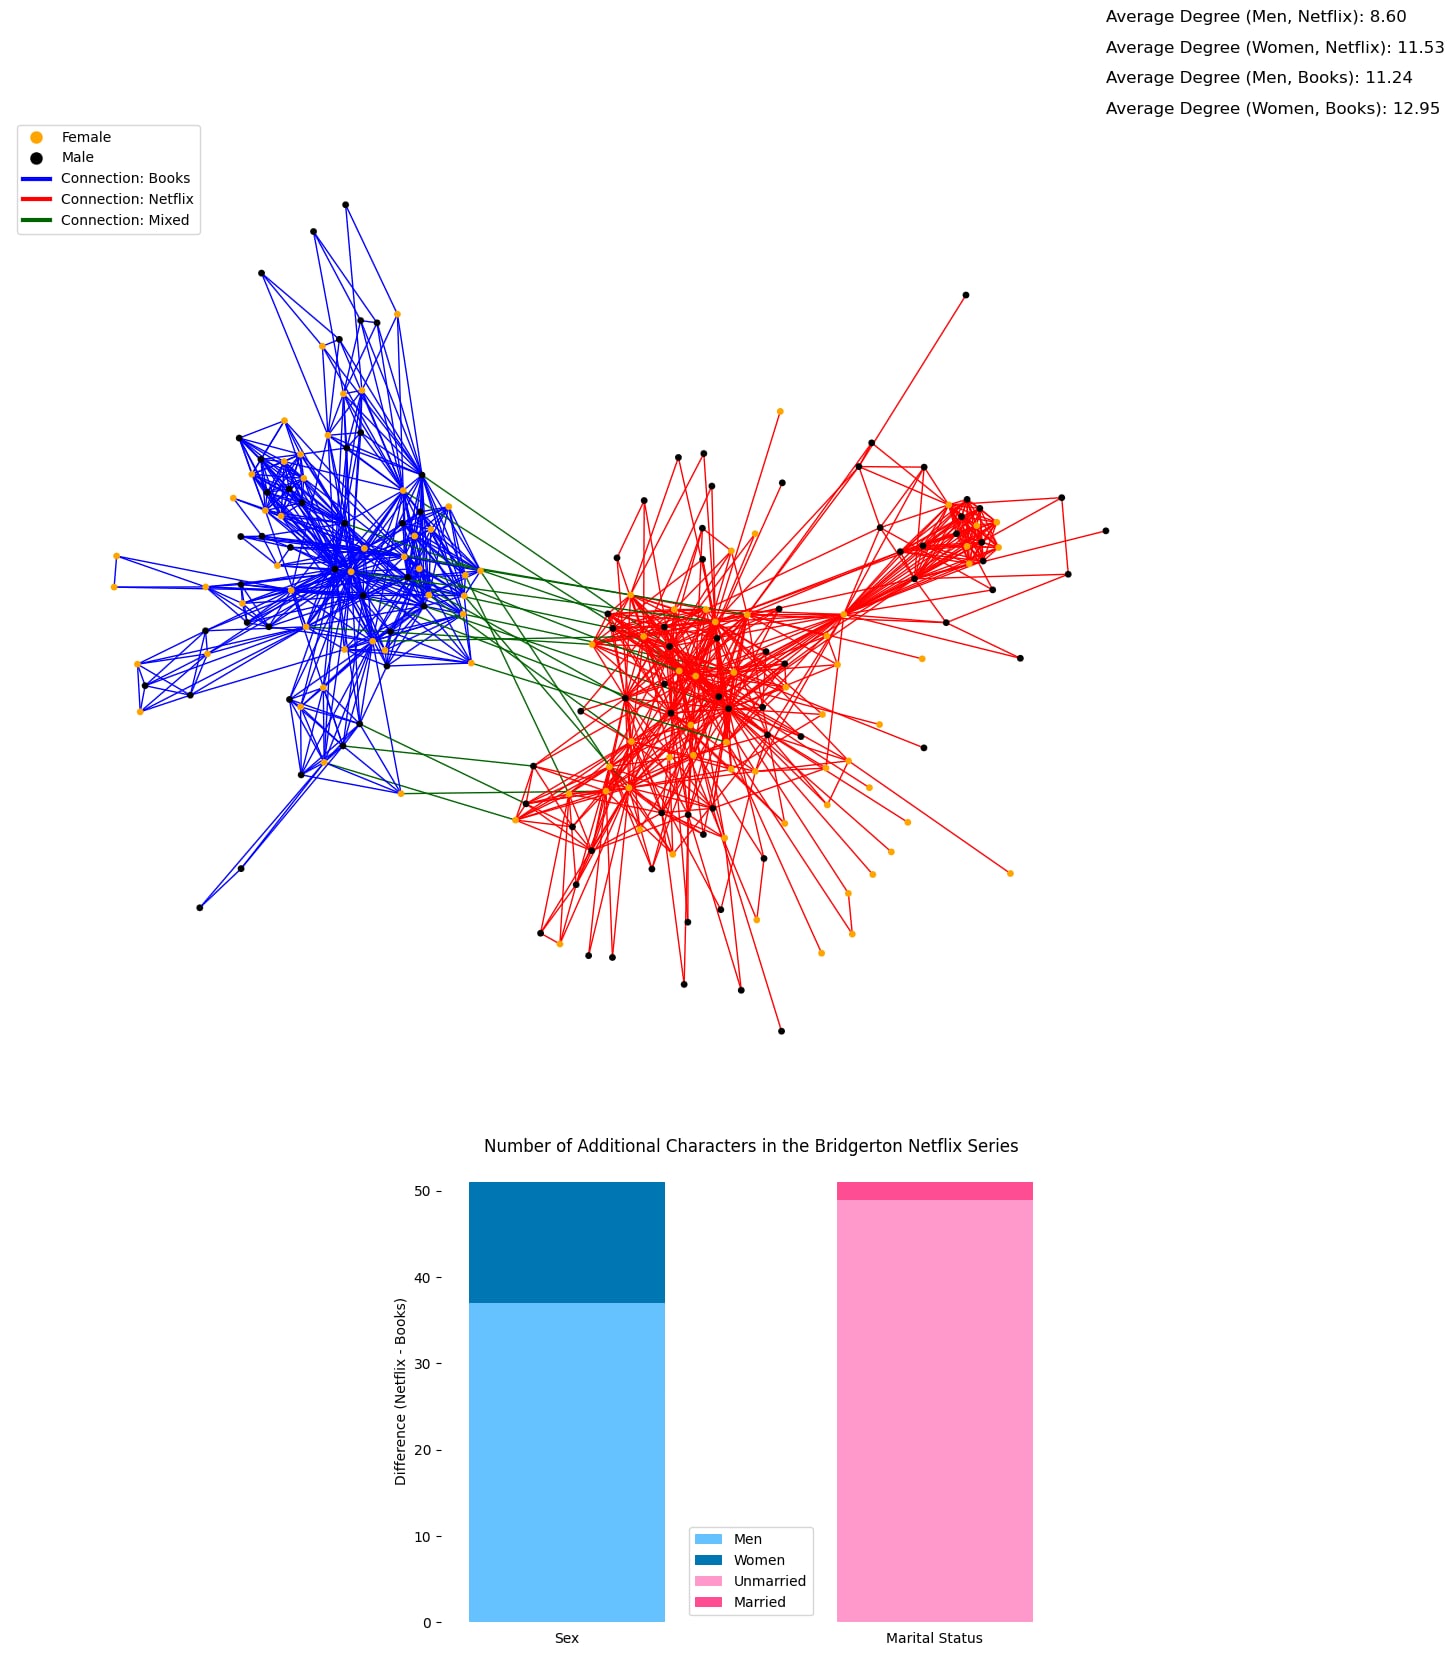 Average Degree (Men, Netflix): 8.60
Average Degree (Women, Netflix): 11.53
Average Degree (Men, Books): 11.24
Average Degree (Women, Books): 12.95
Female
Male
Connection: Books
Connection: Netflix
Connection: Mixed
Number of Additional Characters in the Bridgerton Netflix Series
Difference (Netflix - Books)
50
40
30
20
10
0
Men
Women
Unmarried
Married
Sex
Marital Status